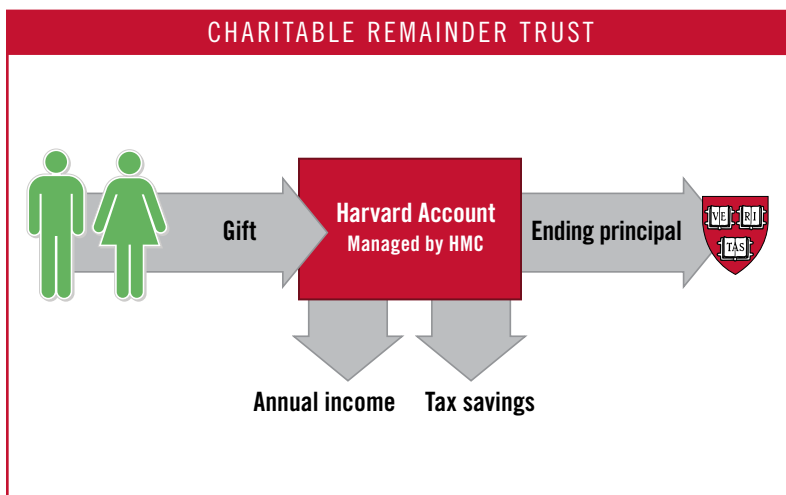 CHARITABLE REMAINDER TRUST
Gift
Harvard Account
Managed by HMC
Ending principal
VE RI
TAS
Annual income
Tax savings